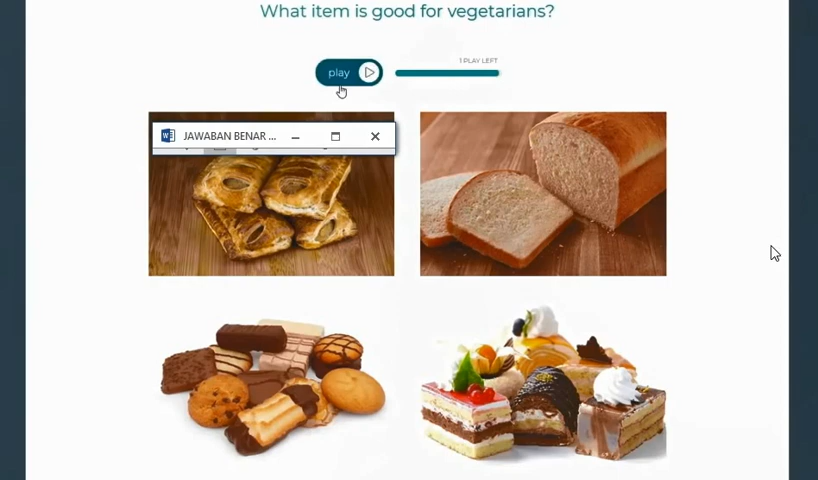 What item is good for vegetarians?
1 PLAY LEFT
play
JAWABAN BENAR ...